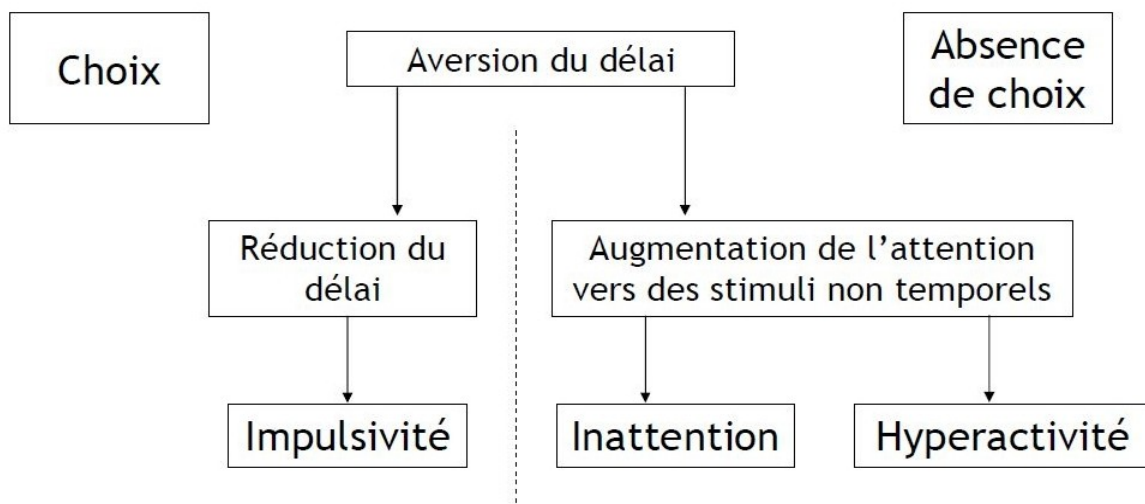 Choix
Aversion du délai
Absence
de choix
Réduction du
délai
Augmentation de l'attention
vers des stimuli non temporels
Impulsivité
Inattention
Hyperactivité